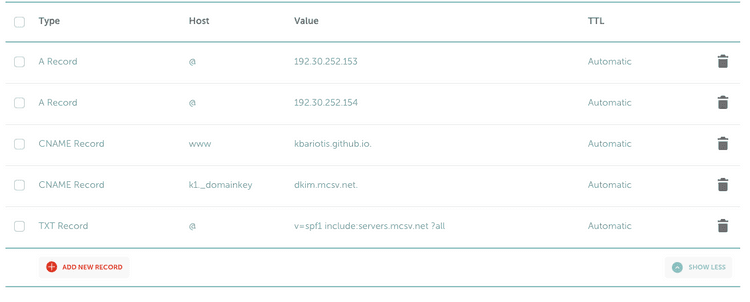 Type Host Value TTL
A Record @ 192.30.252.153 Automatic
A Record @ 192.30.252.154 Automatic
CNAME Record www kbariotis.github.io. Automatic
CNAME Record k1._domainkey dkim.mcsv.net. Automatic
TXT Record @ v=spf1 include:servers.mcsv.net ?all Automatic
ADD NEW RECORD SHOW LESS